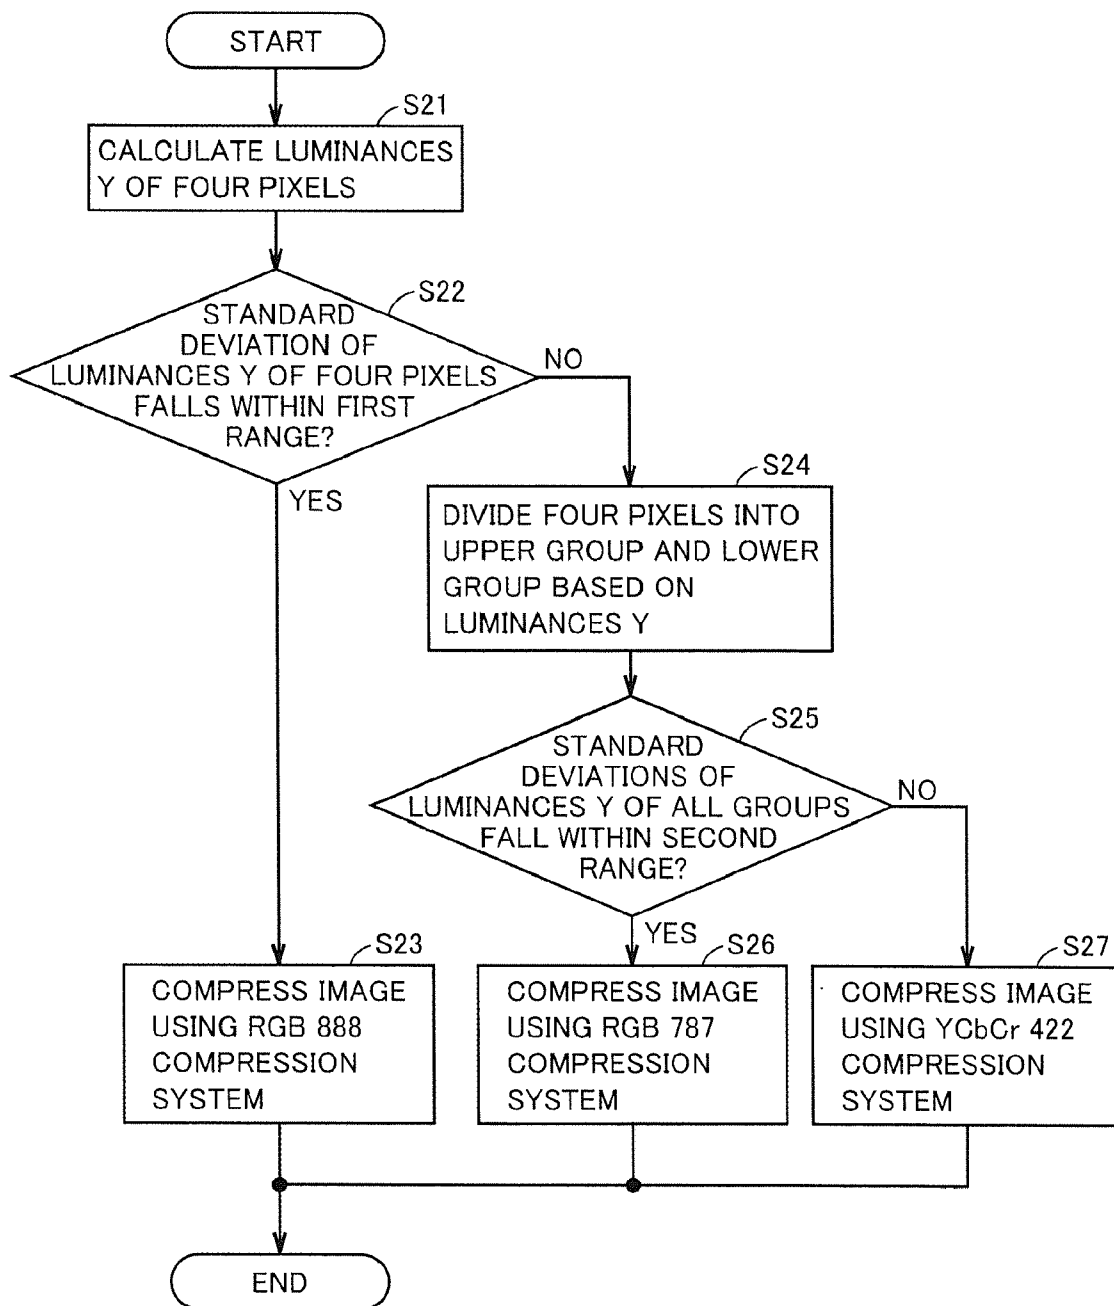 START
S21
CALCULATE LUMINANCES
Y OF FOUR PIXELS
S22
STANDARD
DEVIATION OF
LUMINANCES Y OF FOUR PIXELS
FALLS WITHIN FIRST
RANGE?
NO
YES
S24
DIVIDE FOUR PIXELS INTO
UPPER GROUP AND LOWER
GROUP BASED ON
LUMINANCES Y
S25
STANDARD
DEVIATIONS OF
LUMINANCES Y OF ALL GROUPS
FALL WITHIN SECOND
RANGE?
NO
YES
S23
COMPRESS IMAGE
USING RGB 888
COMPRESSION
SYSTEM
S26
COMPRESS IMAGE
USING RGB 787
COMPRESSION
SYSTEM
S27
COMPRESS IMAGE
USING YCbCr 422
COMPRESSION
SYSTEM
END